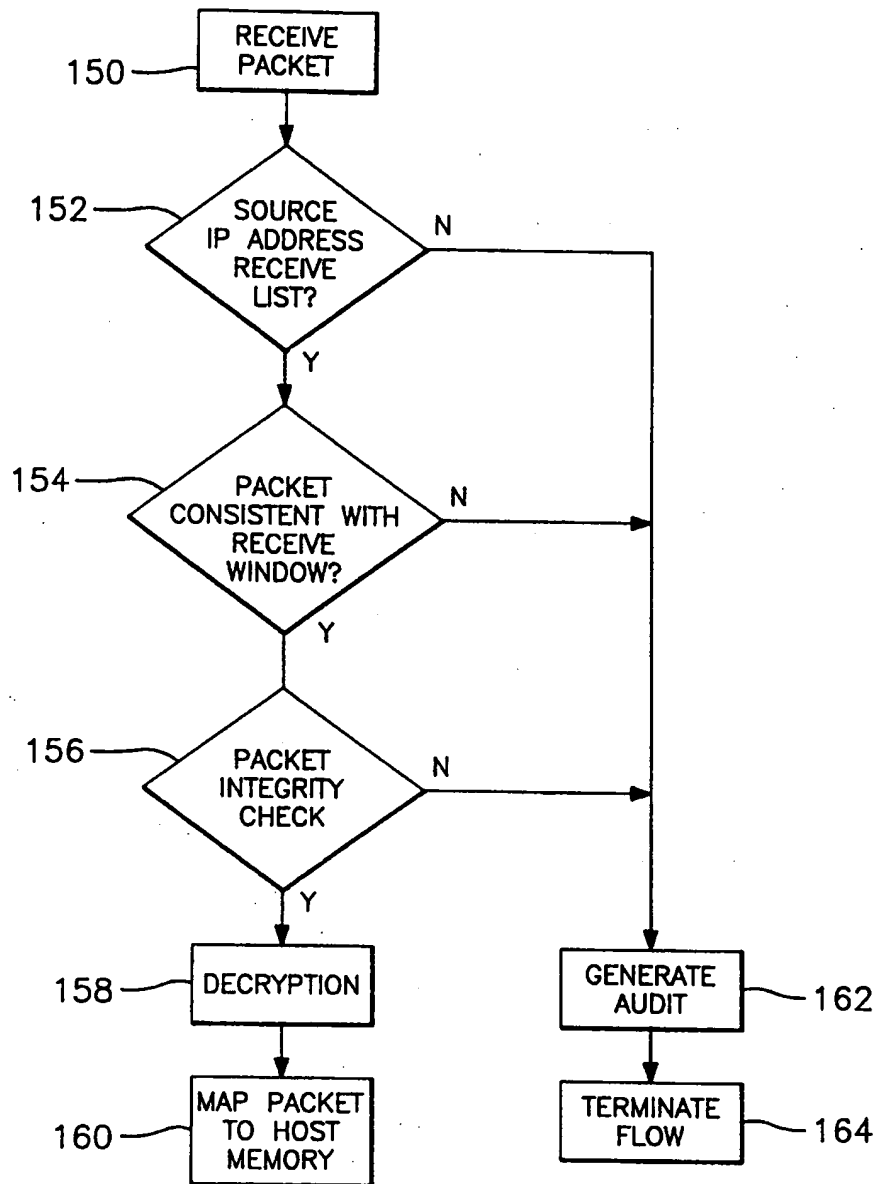 RECEIVE
PACKET
150
152
SOURCE
IP ADDRESS
RECEIVE
LIST?
N
Y
154
PACKET
CONSISTENT WITH
RECEIVE
WINDOW?
N
Y
156
PACKET
INTEGRITY
CHECK
N
Y
158
DECRYPTION
GENERATE
AUDIT
162
160
MAP PACKET
TO HOST
MEMORY
TERMINATE
FLOW
164